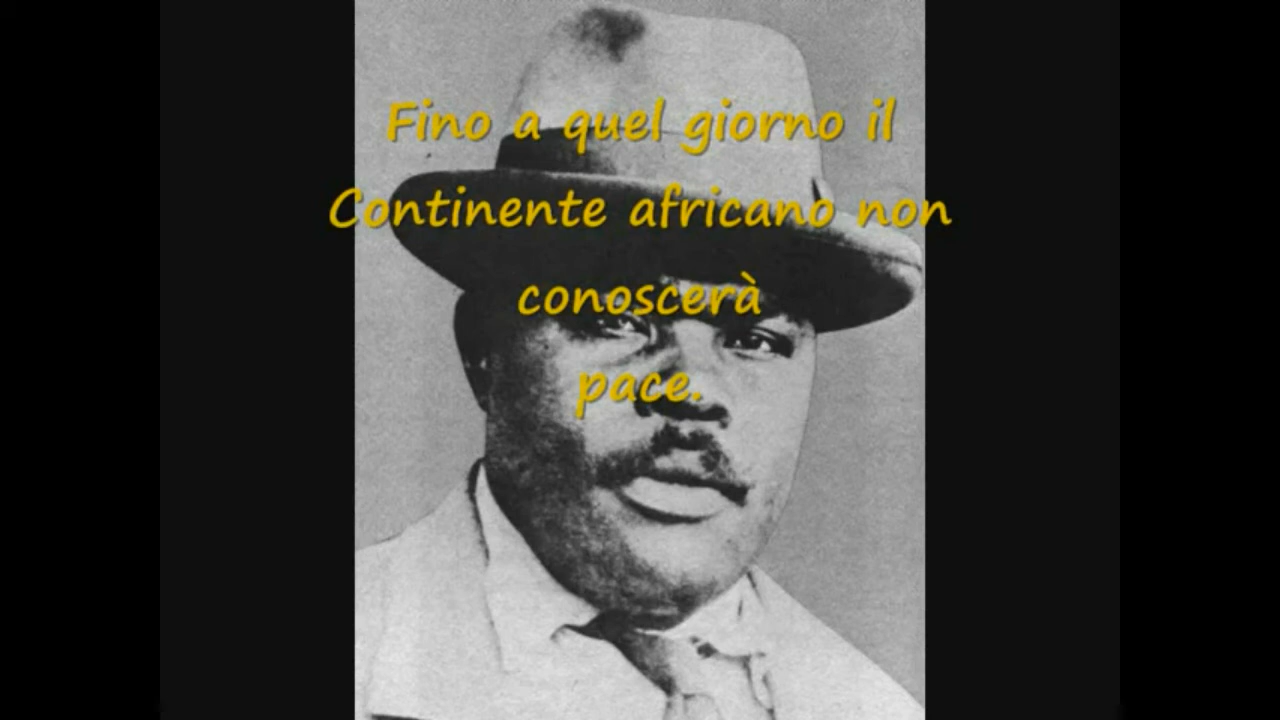 Fino a quel giorno il
Continente africano non
conoscerà
pace.